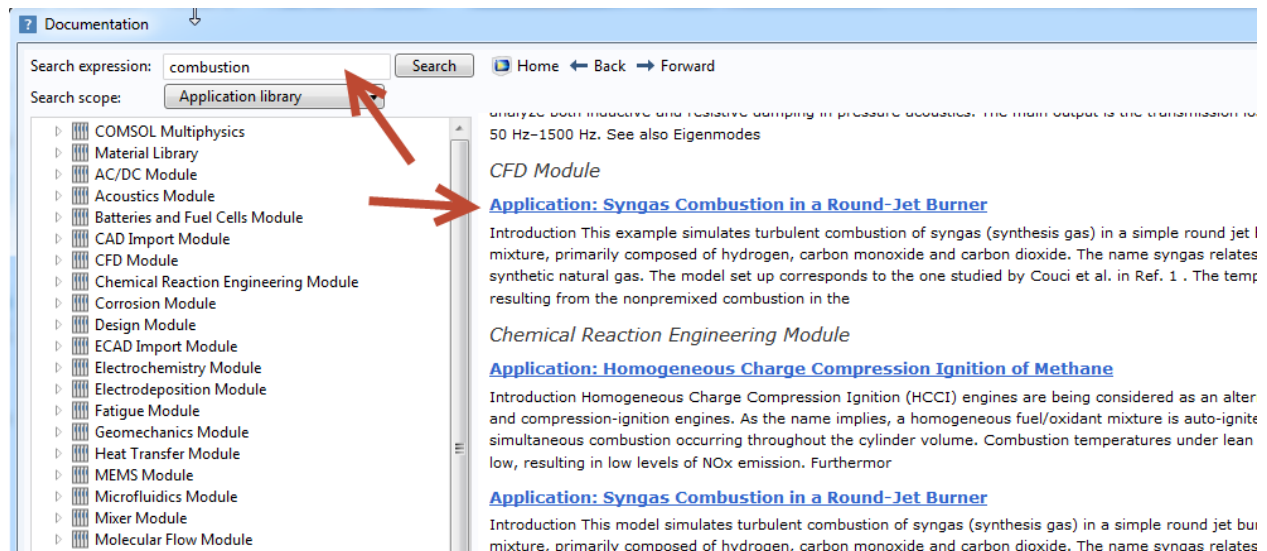 Documentation
Search expression: combustion Search Home Back Forward
Search scope: Application library
COMSOL Multiphysics
Material Library
AC/DC Module
Acoustics Module
Batteries and Fuel Cells Module
CAD Import Module
CFD Module
Chemical Reaction Engineering Module
Corrosion Module
Design Module
ECAD Import Module
Electrochemistry Module
Electrodeposition Module
Fatigue Module
Geomechanics Module
Heat Transfer Module
MEMS Module
Microfluidics Module
Mixer Module
Molecular Flow Module
analyze both inductive and resistive damping in pressure acoustics. The main output is the transmission
50 Hz–1500 Hz. See also Eigenmodes
CFD Module
Application: Syngas Combustion in a Round-Jet Burner
Introduction This example simulates turbulent combustion of syngas (synthesis gas) in a simple round jet
mixture, primarily composed of hydrogen, carbon monoxide and carbon dioxide. The name syngas relates
synthetic natural gas. The model set up corresponds to the one studied by Couci et al. in Ref. 1 . The temp
resulting from the nonpremixed combustion in the
Chemical Reaction Engineering Module
Application: Homogeneous Charge Compression Ignition of Methane
Introduction Homogeneous Charge Compression Ignition (HCCI) engines are being considered as an alter
and compression-ignition engines. As the name implies, a homogeneous fuel/oxidant mixture is auto-ignite
simultaneous combustion occurring throughout the cylinder volume. Combustion temperatures under lean
low, resulting in low levels of NOx emission. Furthermor
Application: Syngas Combustion in a Round-Jet Burner
Introduction This model simulates turbulent combustion of syngas (synthesis gas) in a simple round jet bur
mixture, primarily composed of hydrogen, carbon monoxide and carbon dioxide. The name syngas relates